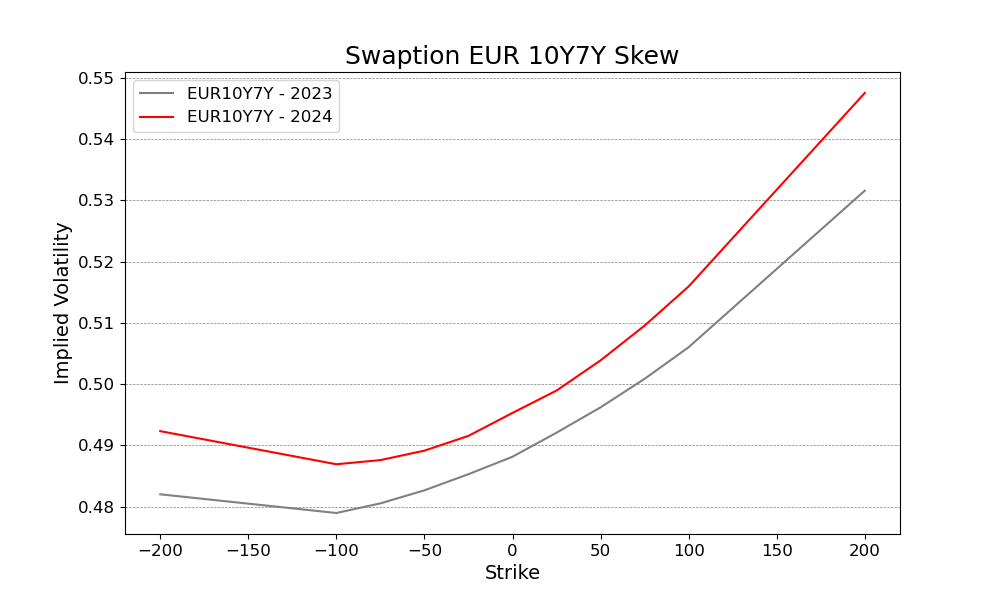 Swaption EUR 10Y7Y Skew
EUR10Y7Y - 2023
EUR10Y7Y - 2024
Implied Volatility
0.55
0.54
0.53
0.52
0.51
0.50
0.49
0.48
−200 −150 −100 −50 0 50 100 150 200
Strike